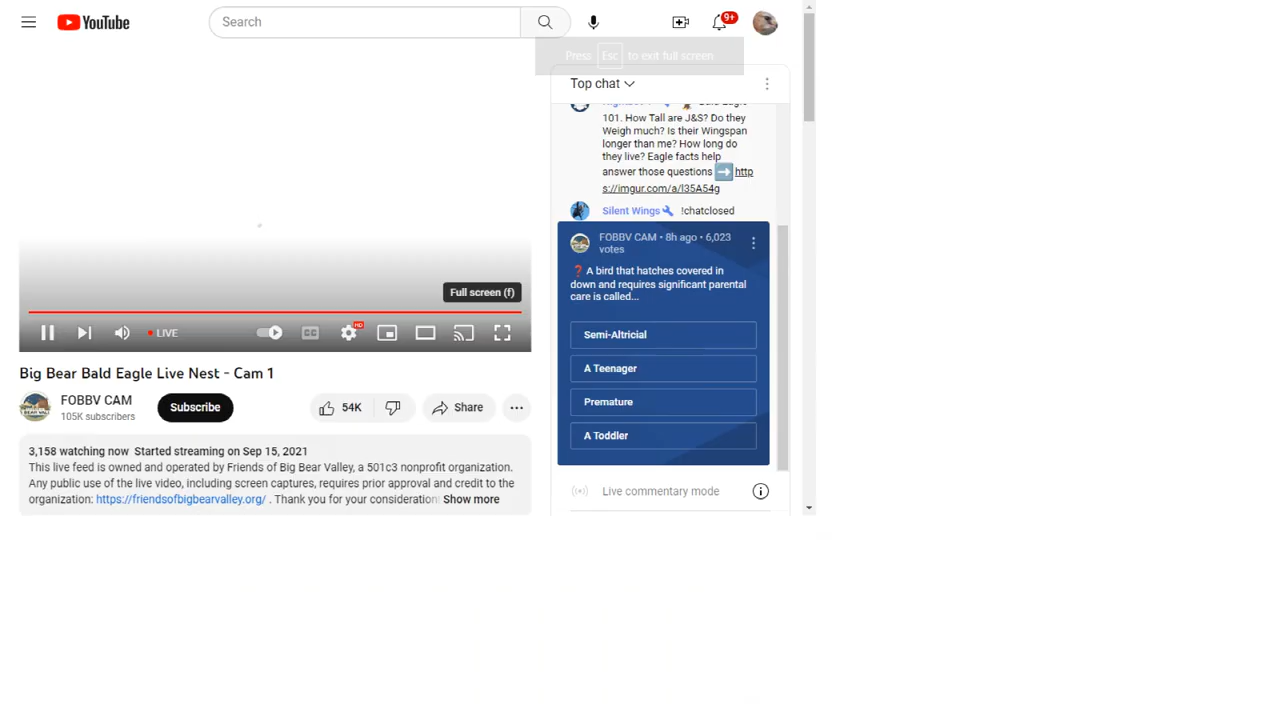 YouTube
Search
9+
Press Esc to exit full screen
Top chat
101. How Tall are J&S? Do they
Weigh much? Is their Wingspan
longer than me? How long do
they live? Eagle facts help
answer those questions ➡️ http
s://imgur.com/a/l35A54g
Silent Wings !chatclosed
FOBBV CAM • 8h ago • 6,023
votes
❓A bird that hatches covered in
down and requires significant parental
care is called...
Semi-Altricial
A Teenager
Premature
A Toddler
Live commentary mode
Full screen (f)
LIVE
CC
HD
Big Bear Bald Eagle Live Nest - Cam 1
FOBBV CAM
105K subscribers
Subscribe
54K
Share
3,158 watching now Started streaming on Sep 15, 2021
This live feed is owned and operated by Friends of Big Bear Valley, a 501c3 nonprofit organization.
Any public use of the live video, including screen captures, requires prior approval and credit to the
organization: https://friendsofbigbearvalley.org/ . Thank you for your consideration Show more